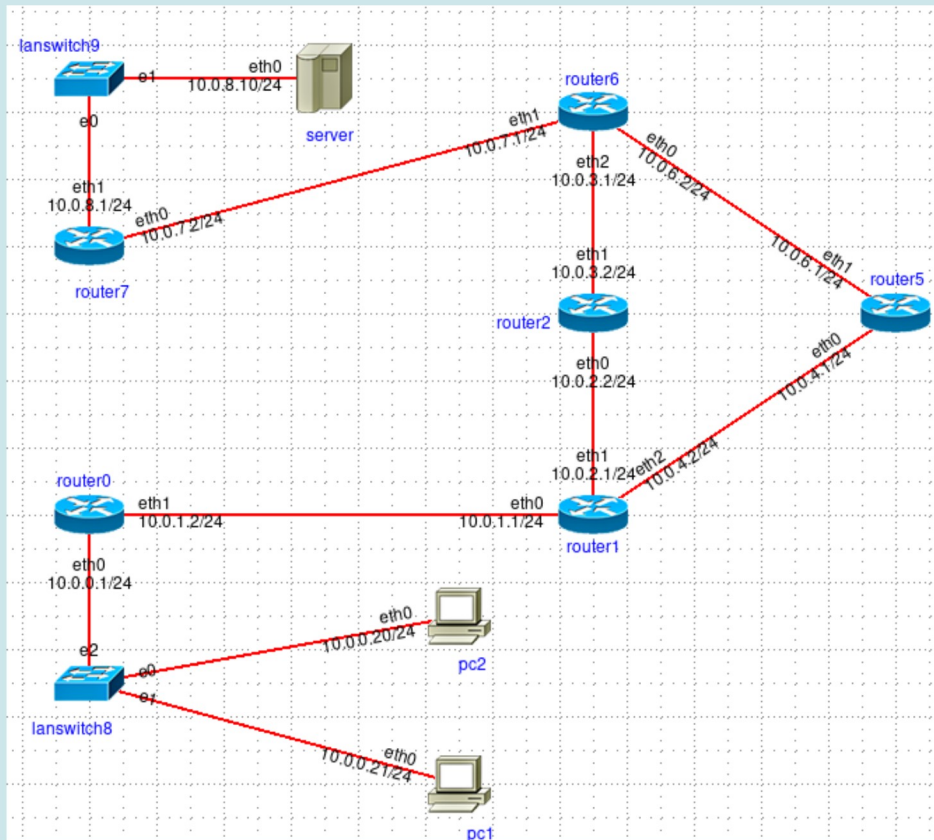 lanswitch9
e1
eth0
10.0.8.10/24
server
e0
eth1
10.0.8.1/24
eth0
10.0.7.2/24
router7
router6
eth1
10.0.7.1/24
eth2
10.0.3.1/24
eth0
10.0.6.2/24
eth1
10.0.6.1/24
router5
eth1
10.0.3.2/24
router2
eth0
10.0.2.2/24
eth0
10.0.4.1/24
eth1
10.0.2.1/24
eth2
10.0.4.2/24
router0
eth1
10.0.1.2/24
eth0
10.0.1.1/24
router1
eth0
10.0.0.1/24
e2
e0
e1
lanswitch8
eth0
10.0.0.20/24
pc2
eth0
10.0.0.21/24
pc1